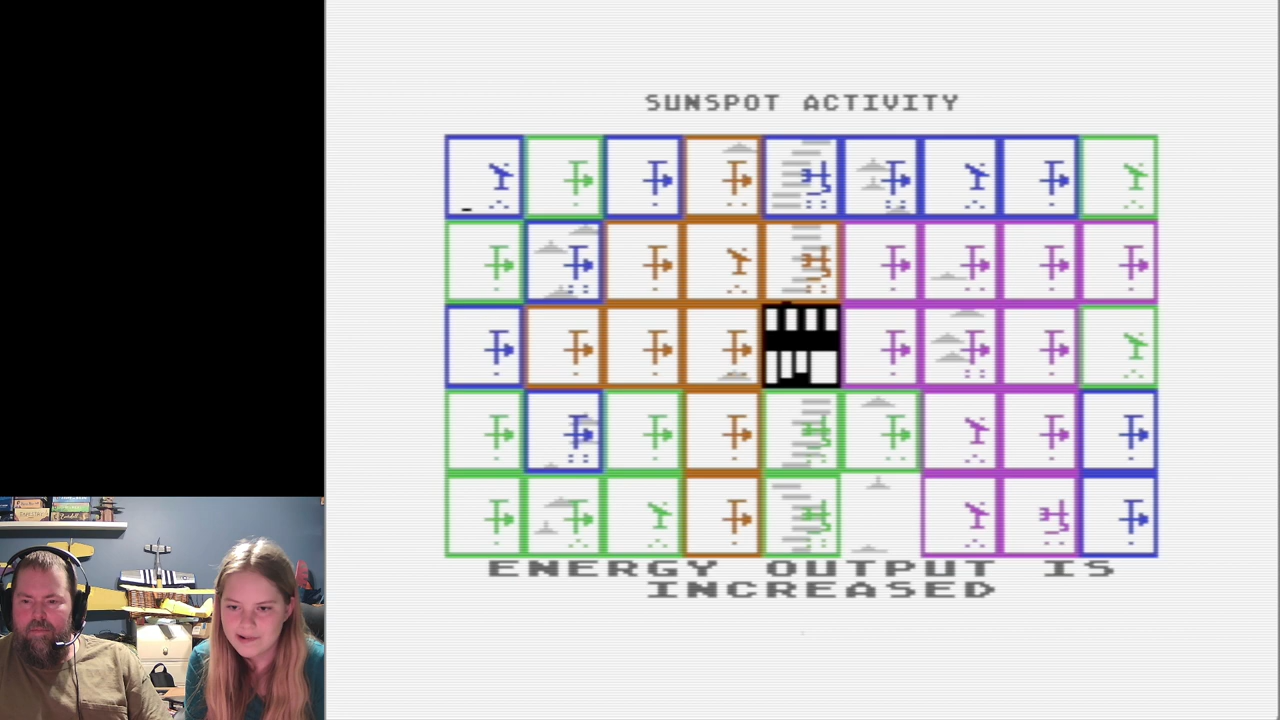 SUNSPOT ACTIVITY
ENERGY OUTPUT IS
INCREASED